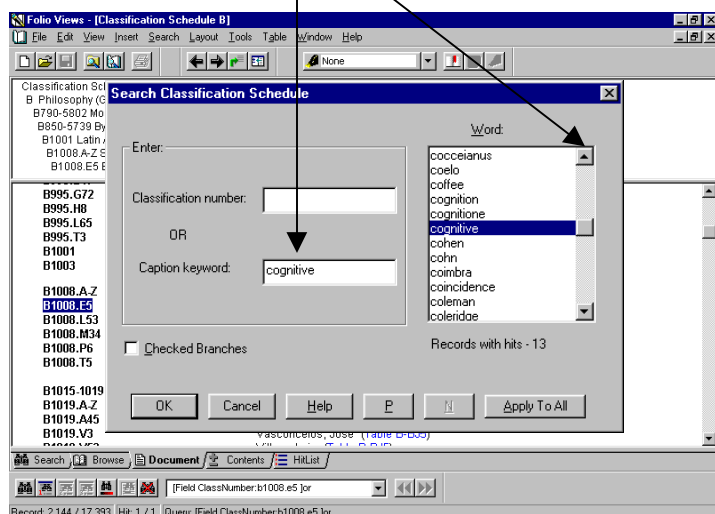 Folio Views - [Classification Schedule B]
File Edit View Insert Search Layout Tools Table Window Help
None
Classification Scl
B Philosophy (G
B790-5802 Mo
B850-5739 By
B1001 Latin
B1008.A-Z S
B1008.E5 E
B995.G72
B995.H8
B995.L65
B995.T3
B1001
B1003
B1008.A-Z
B1008.E5
B1008.L53
B1008.M34
B1008.P6
B1008.T5
B1015-1019
B1019.A-Z
B1019.A45
B1019.V3
Search Classification Schedule
Enter:
Classification number:
OR
Caption keyword: cognitive
Checked Branches
Word:
cocceianus
coelo
coffee
cognition
cognitione
cognitive
cohen
cohn
coimbra
coincidence
coleman
coleridge
Records with hits - 13
OK Cancel Help P N Apply To All
Vasconcelos, José (Table B-BJ5)
Search Browse Document Contents HitList
[Field ClassNumber:b1008.e5 ]or
Record: 2,144 / 17,393 Hit: 1 / 1 Query: [Field ClassNumber:b1008.e5 ]or